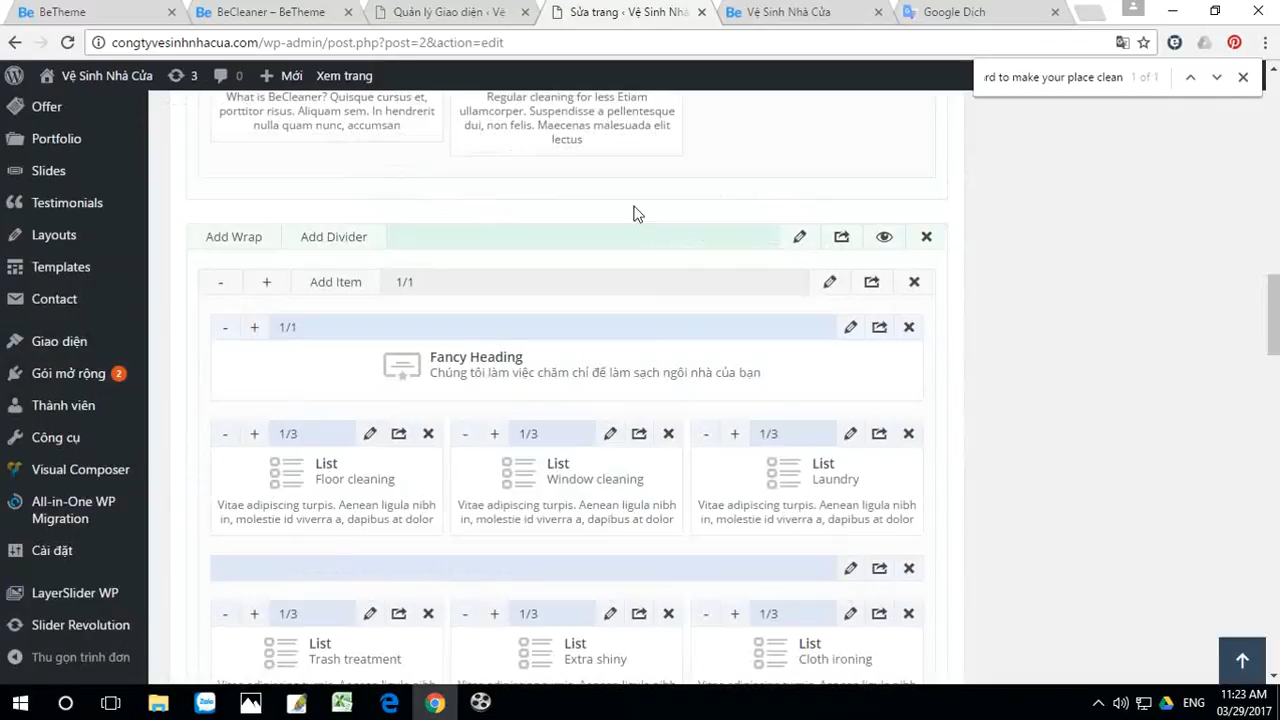 BeTheme
BeCleaner – BeTheme
Quản lý Giao diện ‹ Vệ
Sửa trang ‹ Vệ Sinh Nhà
Vệ Sinh Nhà Cửa
Google Dịch
congtyvesinhnhacua.com/wp-admin/post.php?post=2&action=edit
Vệ Sinh Nhà Cửa
3
0
Mới
Xem trang
rd to make your place clean
1 of 1
Offer
Portfolio
Slides
Testimonials
Layouts
Templates
Contact
Giao diện
Gói mở rộng 2
Thành viên
Công cụ
Visual Composer
All-in-One WP
Migration
Cài đặt
LayerSlider WP
Slider Revolution
Thu gọn trình đơn
What is BeCleaner? Quisque cursus et,
porttitor risus. Aliquam sem. In hendrerit
nulla quam nunc, accumsan
Regular cleaning for less Etiam
ullamcorper. Suspendisse a pellentesque
dui, non felis. Maecenas malesuada elit
lectus
Add Wrap
Add Divider
- + Add Item 1/1
- + 1/1
Fancy Heading
Chúng tôi làm việc chăm chỉ để làm sạch ngôi nhà của bạn
- + 1/3
List
Floor cleaning
Vitae adipiscing turpis. Aenean ligula nibh
in, molestie id viverra a, dapibus at dolor
- + 1/3
List
Window cleaning
Vitae adipiscing turpis. Aenean ligula nibh
in, molestie id viverra a, dapibus at dolor
- + 1/3
List
Laundry
Vitae adipiscing turpis. Aenean ligula nibh
in, molestie id viverra a, dapibus at dolor
- + 1/3
List
Trash treatment
- + 1/3
List
Extra shiny
- + 1/3
List
Cloth ironing
Zalo
ENG
11:23 AM
03/29/2017